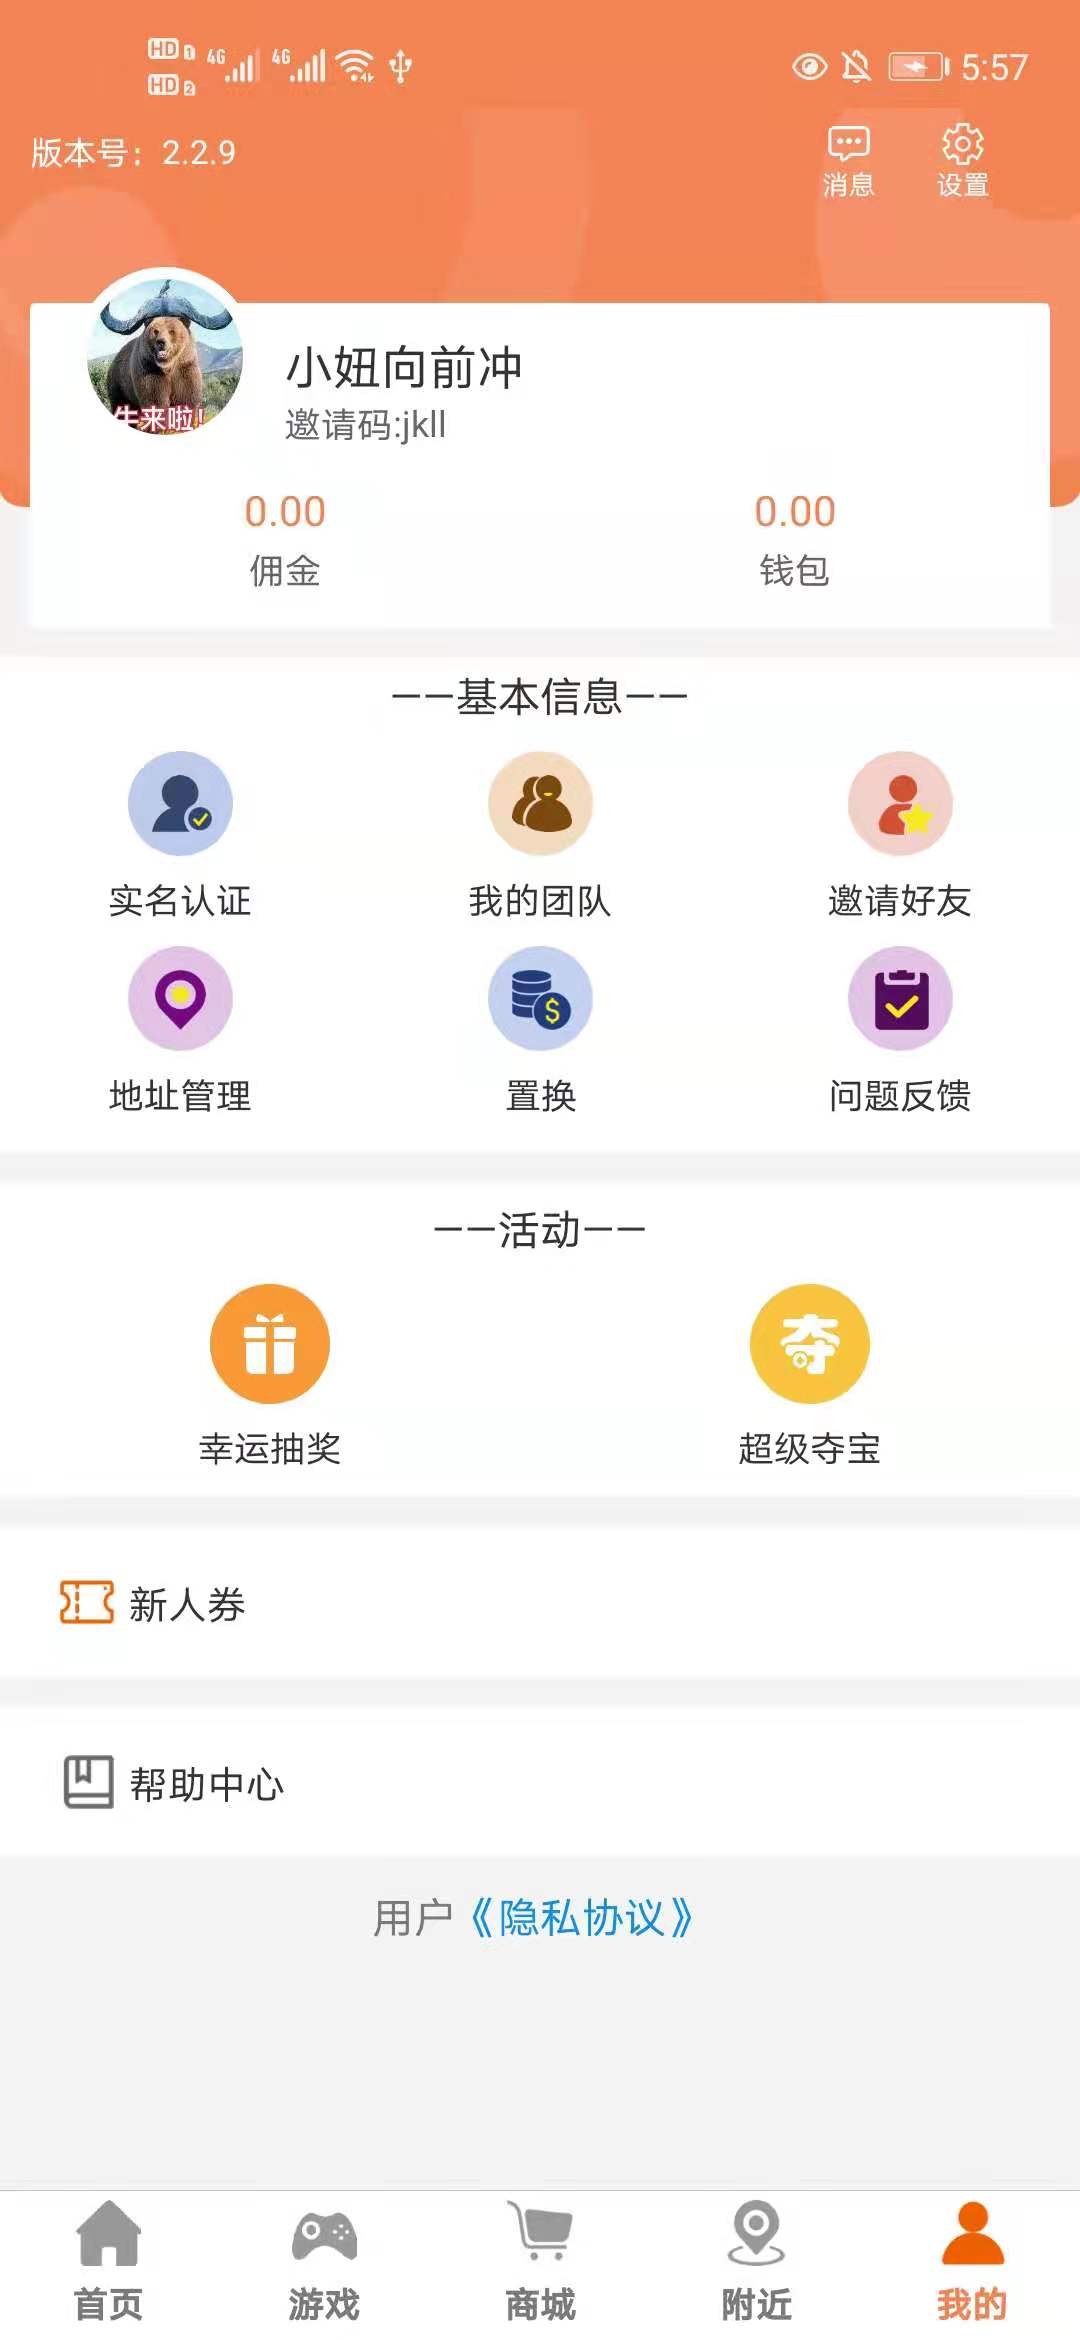 HD 1 4G 4G
HD 2
5:57
版本号：2.2.9
消息
设置
牛来啦！
小妞向前冲
邀请码:jkll
0.00
0.00
佣金
钱包
——基本信息——
实名认证
我的团队
邀请好友
地址管理
置换
问题反馈
——活动——
夺
幸运抽奖
超级夺宝
新人券
帮助中心
用户《隐私协议》
首页
游戏
商城
附近
我的